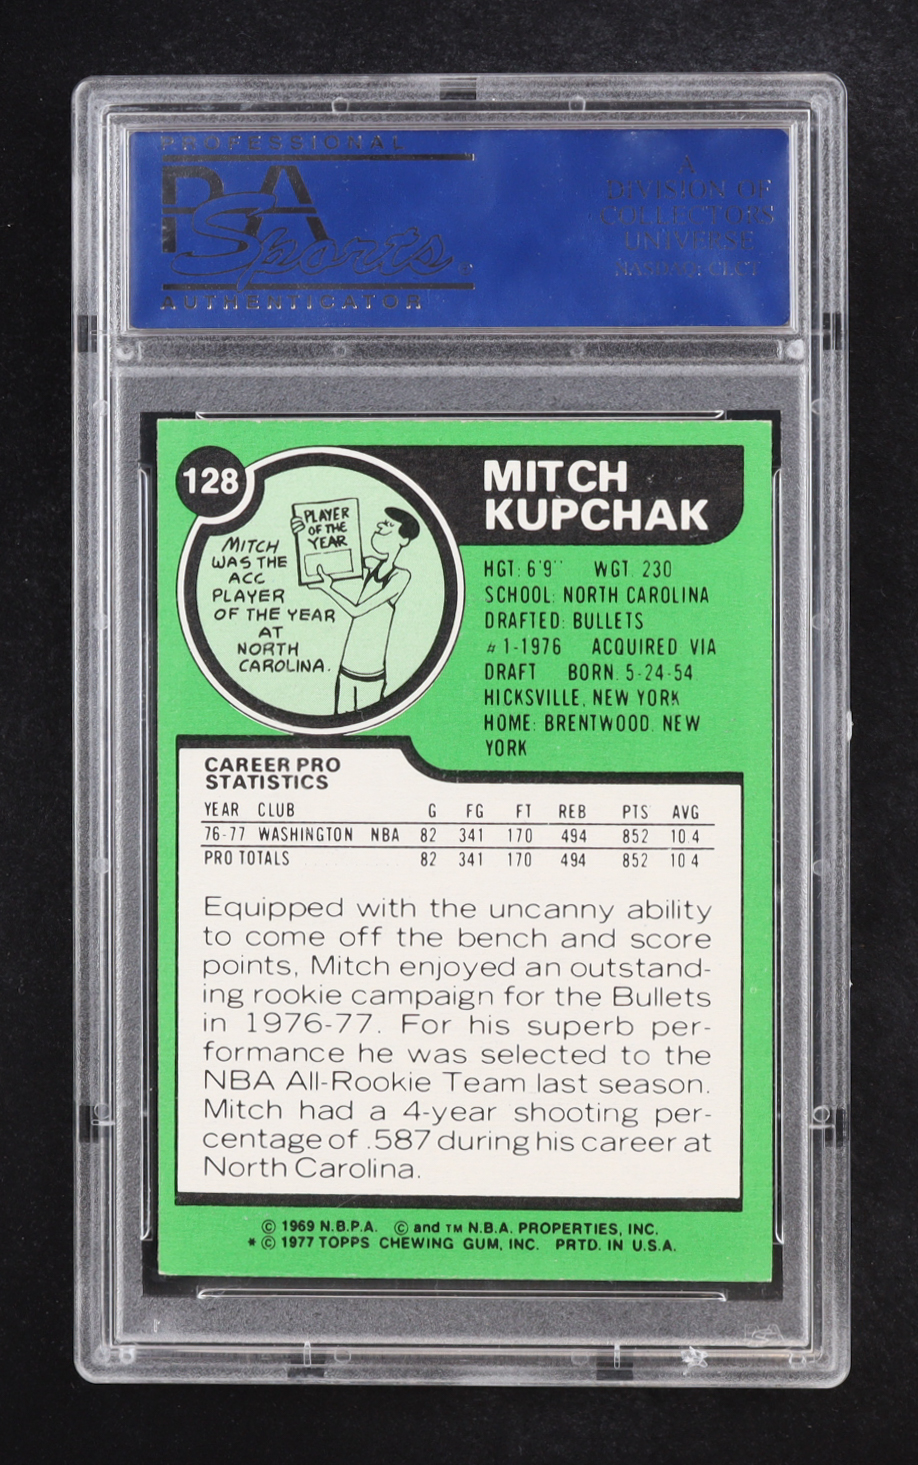 PROFESSIONAL
PSA
Sports
AUTHENTICATOR
A
DIVISION OF
COLLECTORS
UNIVERSE
NASDAQ: CLCT
128
MITCH
KUPCHAK
PLAYER
OF THE
YEAR
MITCH
WAS THE
ACC
PLAYER
OF THE YEAR
AT
NORTH
CAROLINA.
HGT: 6'9" WGT. 230
SCHOOL: NORTH CAROLINA
DRAFTED: BULLETS
#1-1976 ACQUIRED VIA
DRAFT BORN: 5-24-54
HICKSVILLE, NEW YORK
HOME: BRENTWOOD, NEW
YORK
CAREER PRO
STATISTICS
YEAR CLUB G FG FT REB PTS AVG
76-77 WASHINGTON NBA 82 341 170 494 852 10.4
PRO TOTALS 82 341 170 494 852 10.4
Equipped with the uncanny ability
to come off the bench and score
points, Mitch enjoyed an outstand-
ing rookie campaign for the Bullets
in 1976-77. For his superb per-
formance he was selected to the
NBA All-Rookie Team last season.
Mitch had a 4-year shooting per-
centage of .587 during his career at
North Carolina.
© 1969 N.B.P.A. © and TM N.B.A. PROPERTIES, INC.
* © 1977 TOPPS CHEWING GUM, INC. PRTD. IN U.S.A.